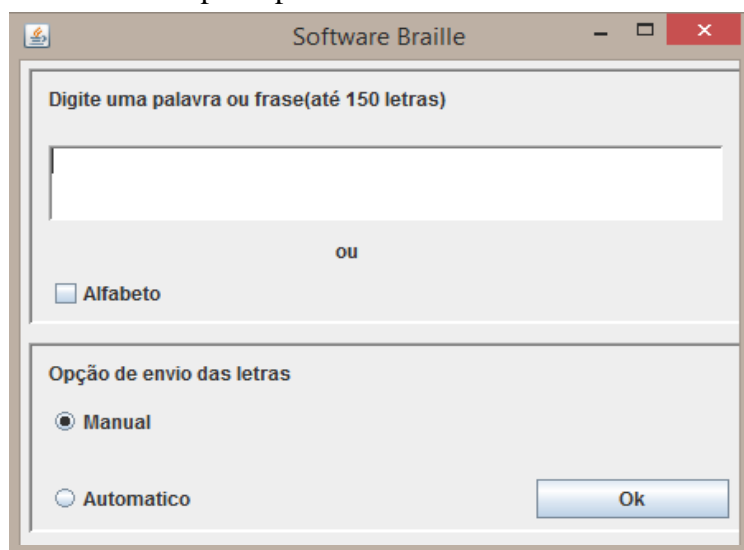 Software Braille
Digite uma palavra ou frase(até 150 letras)
ou
Alfabeto
Opção de envio das letras
Manual
Automatico
Ok